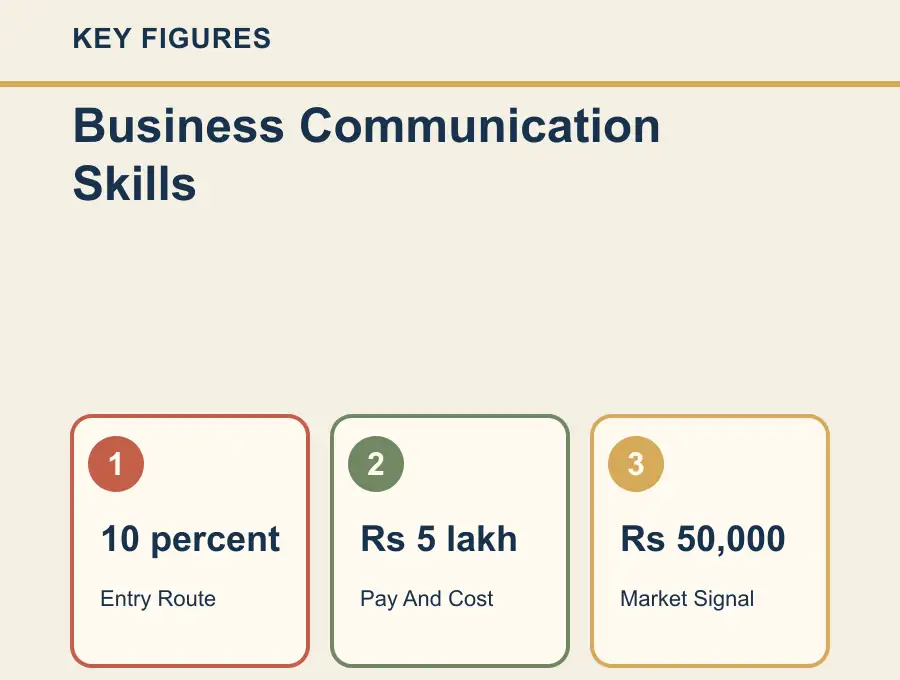 KEY FIGURES
Business Communication
Skills
1
10 percent
Entry Route
2
Rs 5 lakh
Pay And Cost
3
Rs 50,000
Market Signal